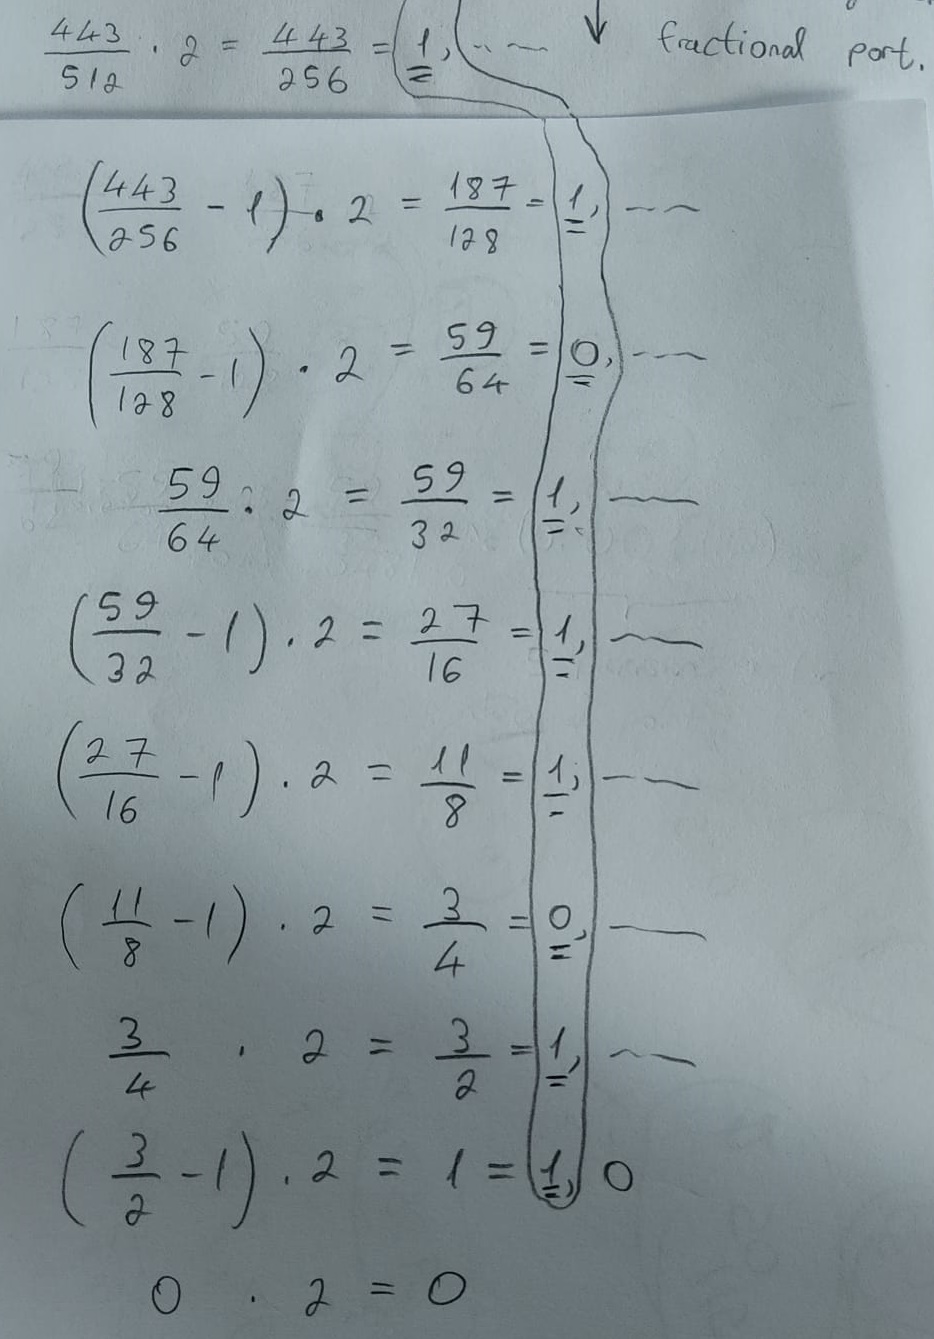 443/512 · 2 = 443/256 = 1, ... ↓ fractional part.
(443/256 - 1) · 2 = 187/128 = 1, ---
(187/128 - 1) · 2 = 59/64 = 0, ---
59/64 · 2 = 59/32 = 1, ---
(59/32 - 1) · 2 = 27/16 = 1, ---
(27/16 - 1) · 2 = 11/8 = 1, ---
(11/8 - 1) · 2 = 3/4 = 0, ---
3/4 · 2 = 3/2 = 1, ---
(3/2 - 1) · 2 = 1 = 1, 0
0 · 2 = 0